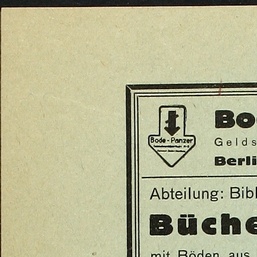 Bode-Panzer
Bo
Gelds
Berli
Abteilung: Bibl
Büche
mit Böden aus